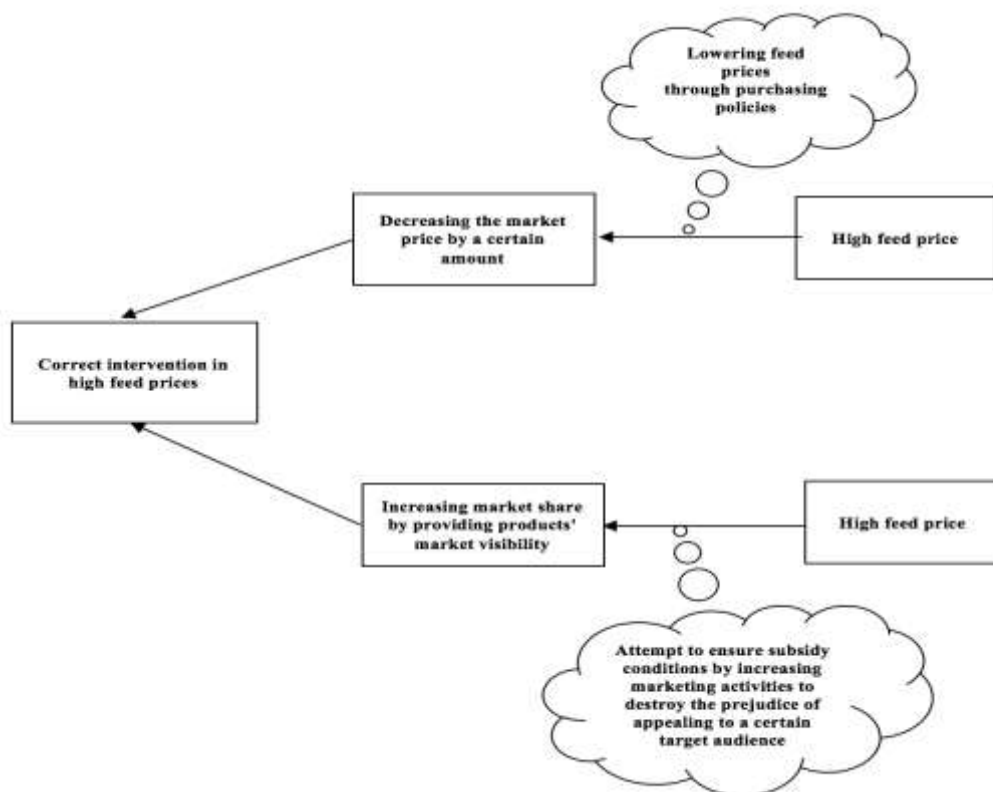 Lowering feed
prices
through purchasing
policies
Decreasing the market
price by a certain
amount
High feed price
Correct intervention in
high feed prices
Increasing market share
by providing products'
market visibility
High feed price
Attempt to ensure subsidy
conditions by increasing
marketing activities to
destroy the prejudice of
appealing to a certain
target audience